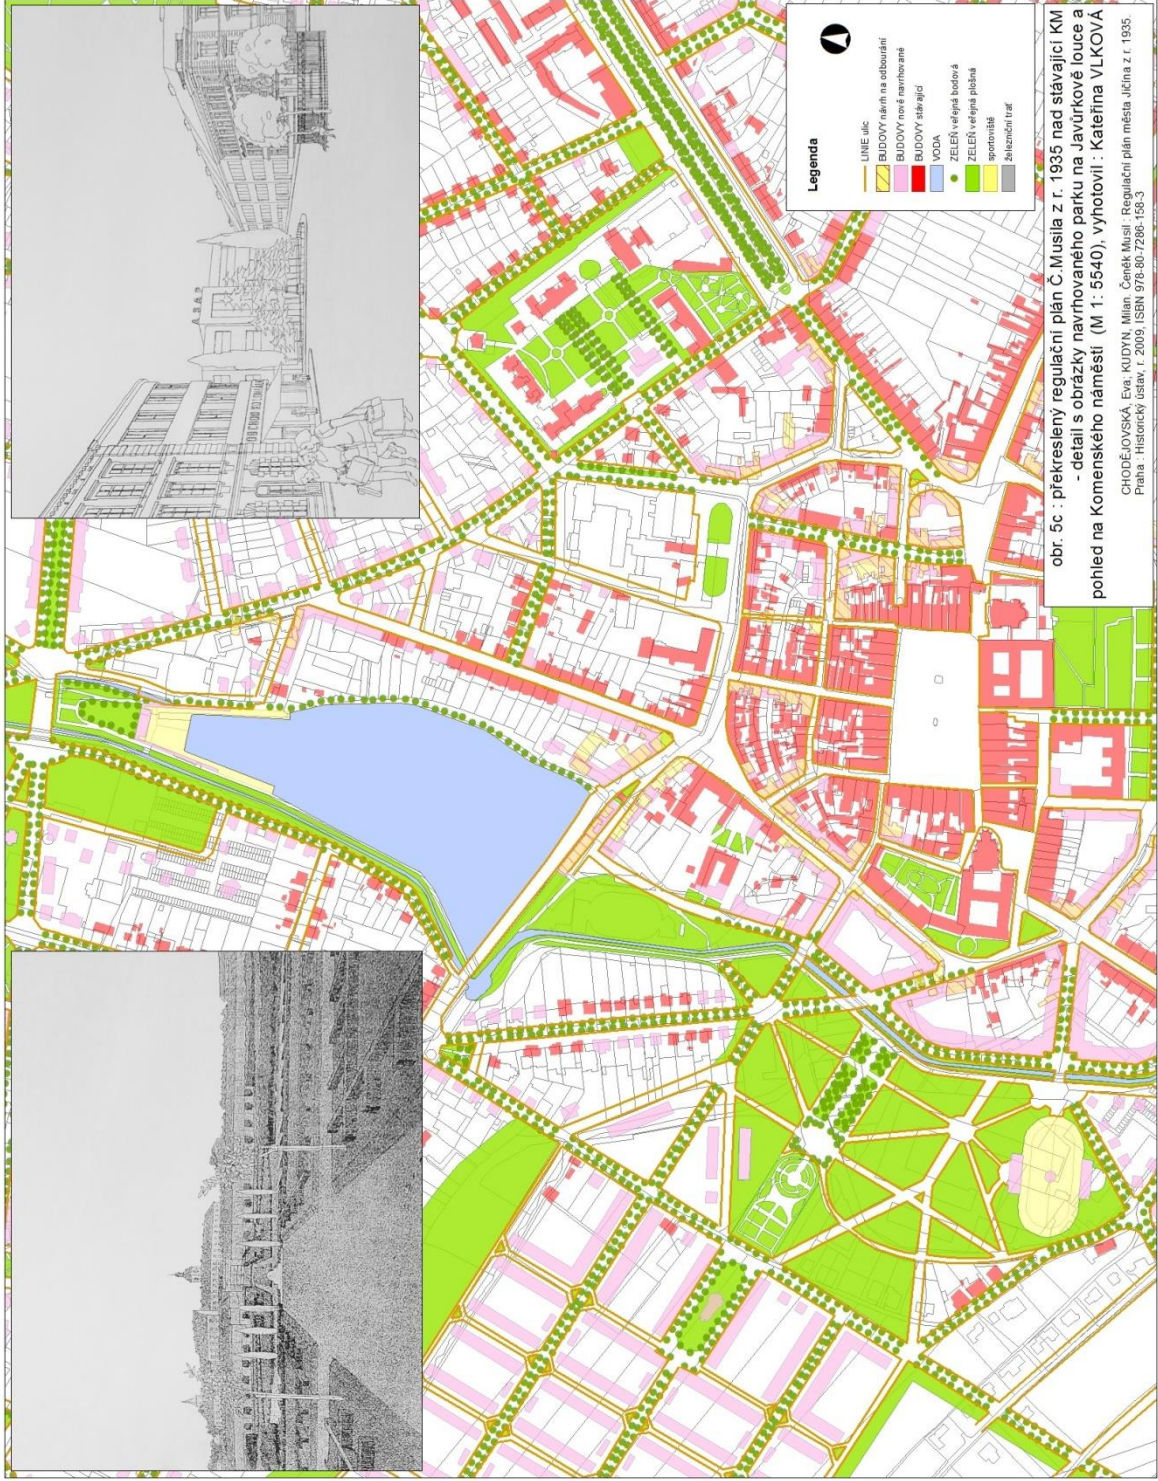 Legenda
LINIE ulic
BUDOVY návrh na odbourání
BUDOVY nově navrhované
BUDOVY stávající
VODA
ZELEŇ veřejná bodová
ZELEŇ veřejná plošná
sportoviště
železniční trať
obr. 5c : překreslený regulační plán Č.Musila z r. 1935 nad stávající KM
- detail s obrázky navrhovaného parku na Javůrkově louce a
pohled na Komenského náměstí (M 1: 5540), vyhotovil : Kateřina VLKOVÁ
CHODĚJOVSKÁ, Eva, KUDYN, Milan. Čeněk Musil : Regulační plán města Jičína z r. 1935.
Praha : Historický ústav, r. 2009, ISBN 978-80-7286-158-3